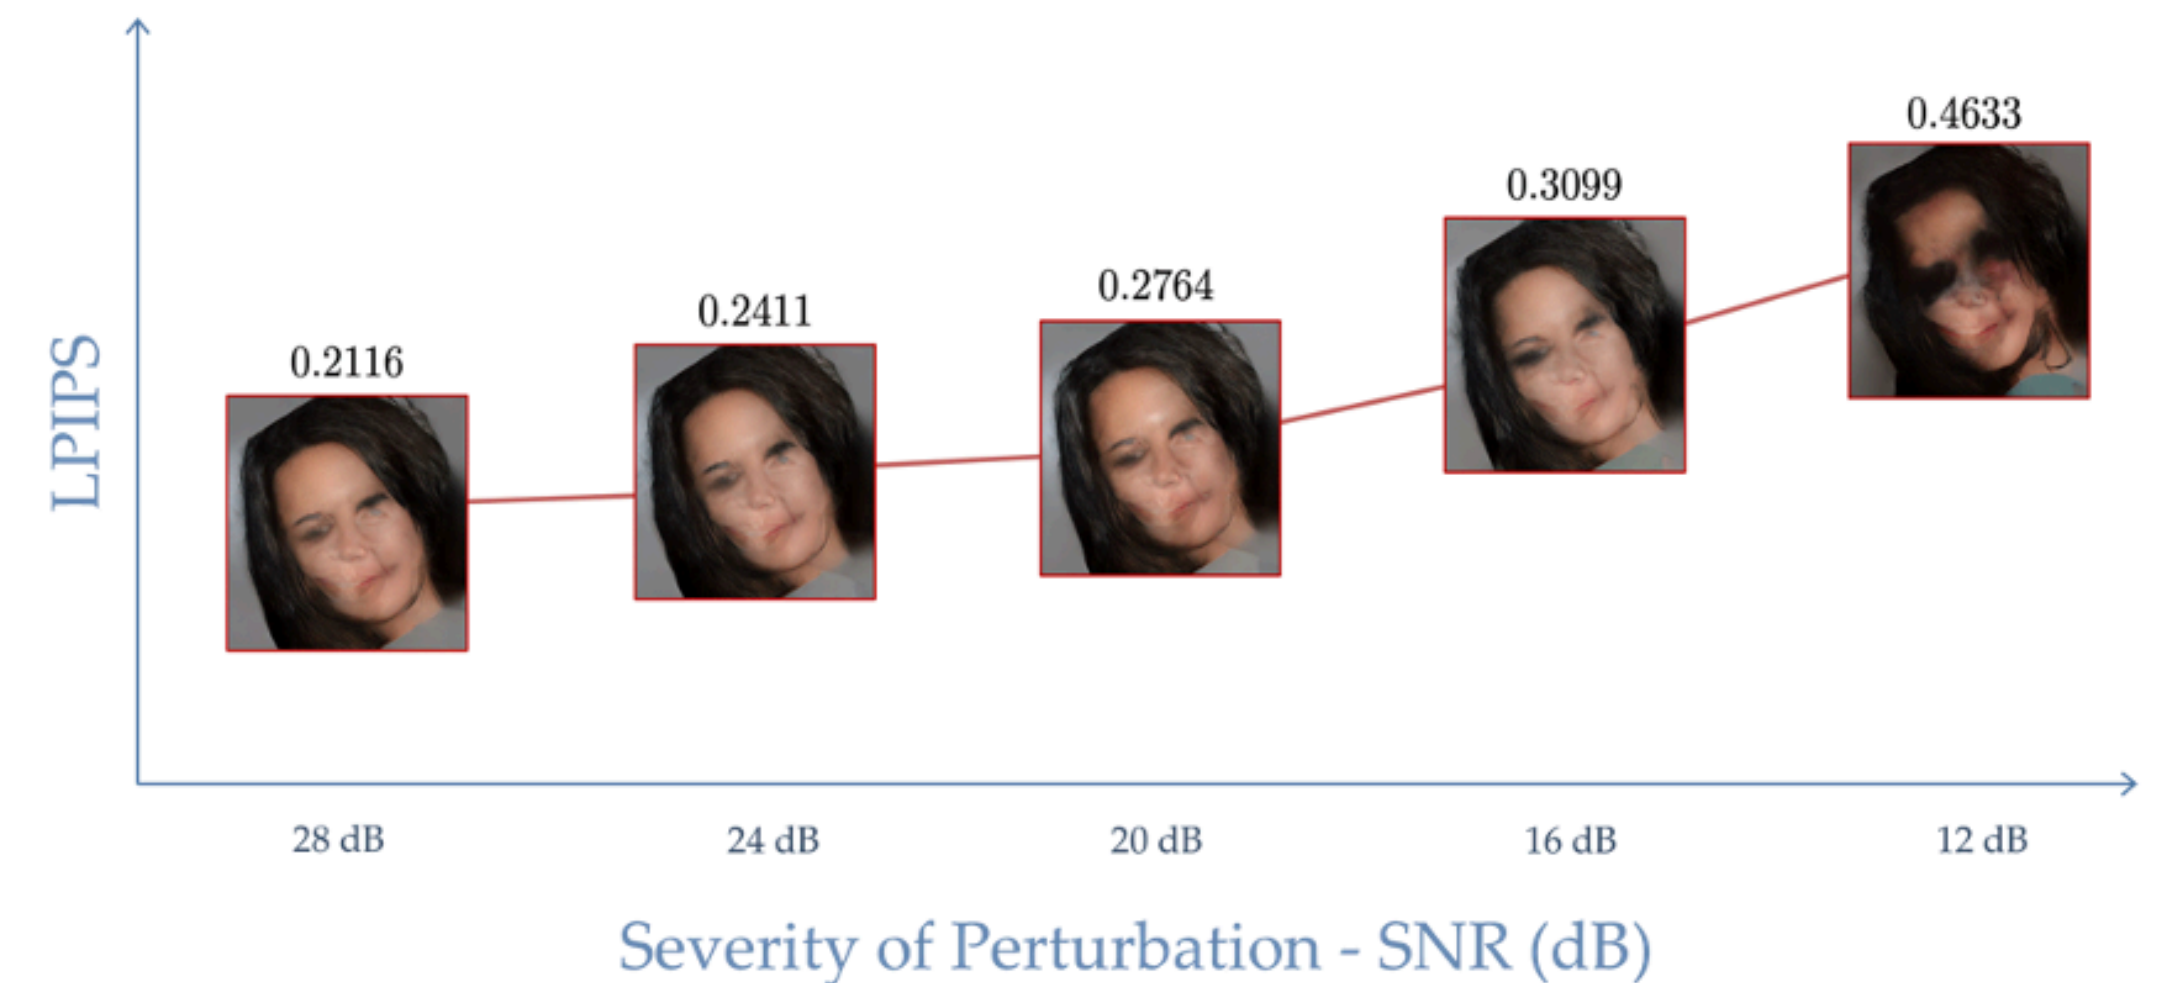 0.4633
0.3099
0.2764
0.2411
0.2116
LPIPS
28 dB
24 dB
20 dB
16 dB
12 dB
Severity of Perturbation - SNR (dB)